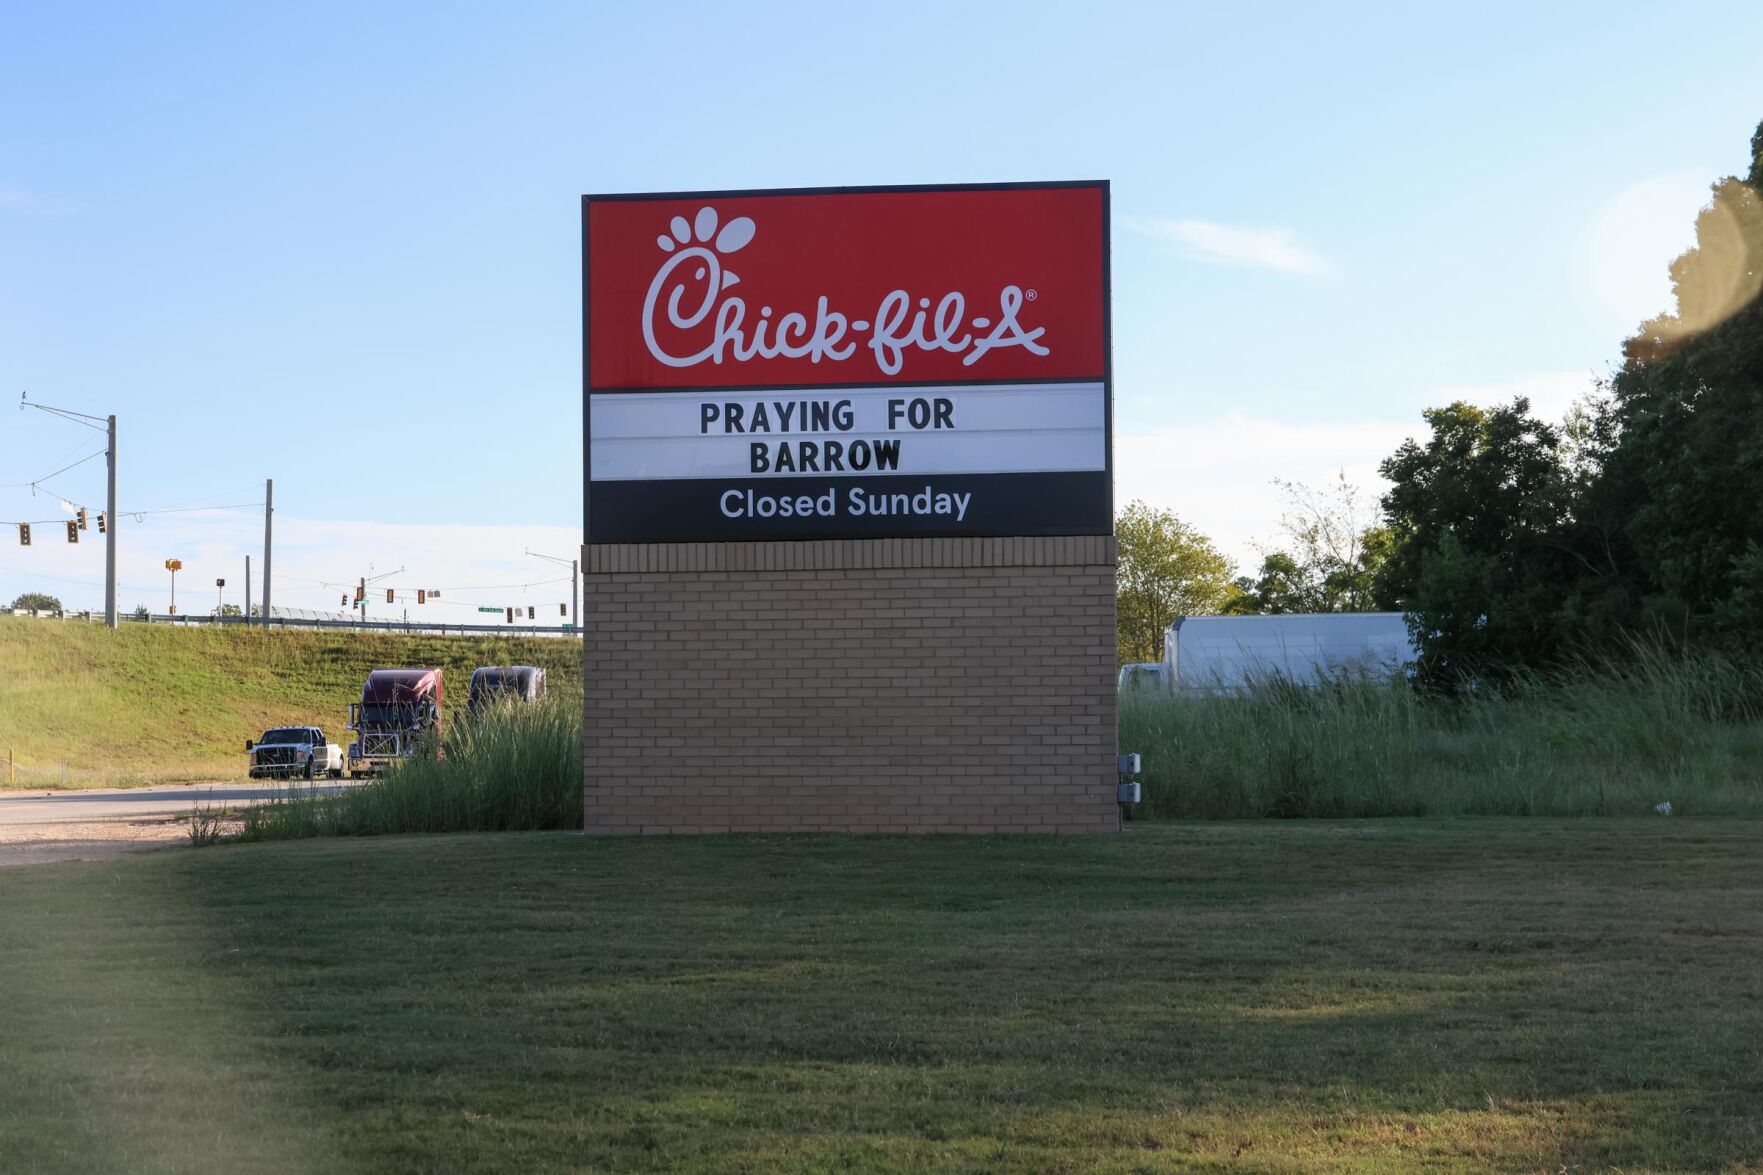 Chick-fil-A®
PRAYING FOR
BARROW
Closed Sunday